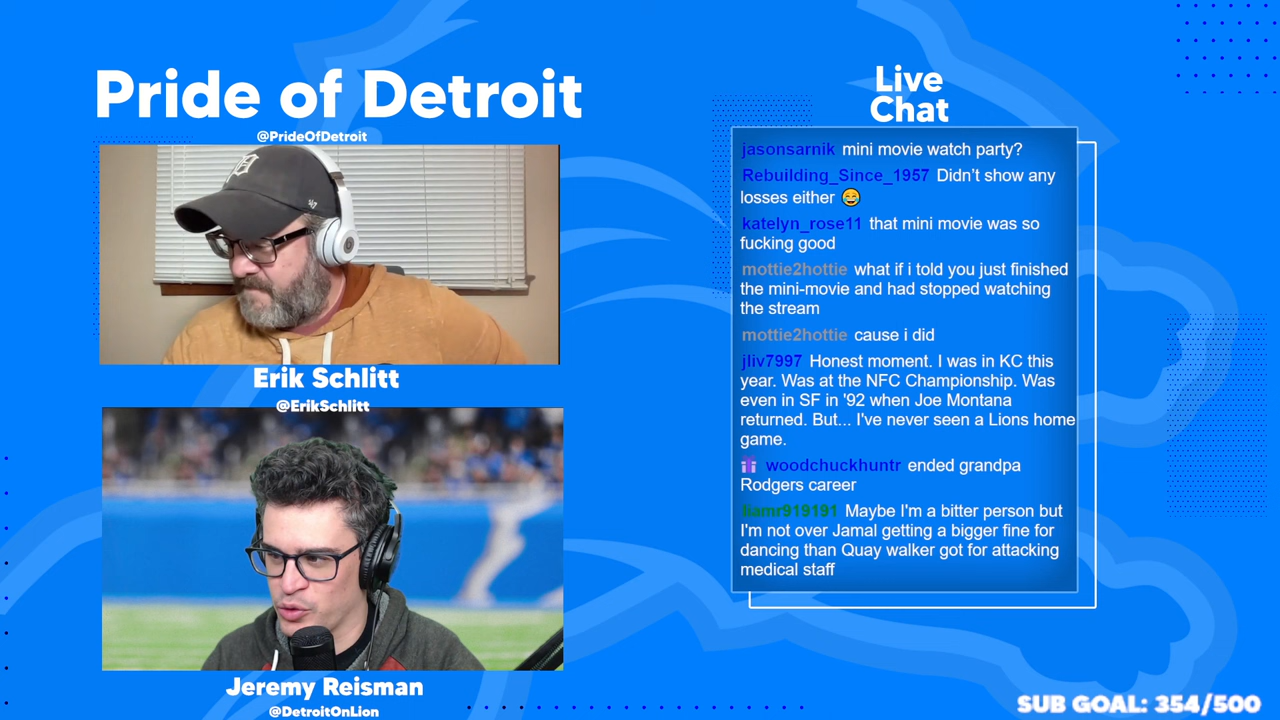 Pride of Detroit
@PrideOfDetroit
Erik Schlitt
@ErikSchlitt
Jeremy Reisman
@DetroitOnLion
Live
Chat
jasonsarnik mini movie watch party?
Rebuilding_Since_1957 Didn't show any
losses either 😅
katelyn_rose11 that mini movie was so
fucking good
mottie2hottie what if i told you just finished
the mini-movie and had stopped watching
the stream
mottie2hottie cause i did
jliv7997 Honest moment. I was in KC this
year. Was at the NFC Championship. Was
even in SF in '92 when Joe Montana
returned. But... I've never seen a Lions home
game.
woodchuckhuntr ended grandpa
Rodgers career
liamr919191 Maybe I'm a bitter person but
I'm not over Jamal getting a bigger fine for
dancing than Quay walker got for attacking
medical staff
SUB GOAL: 354/500